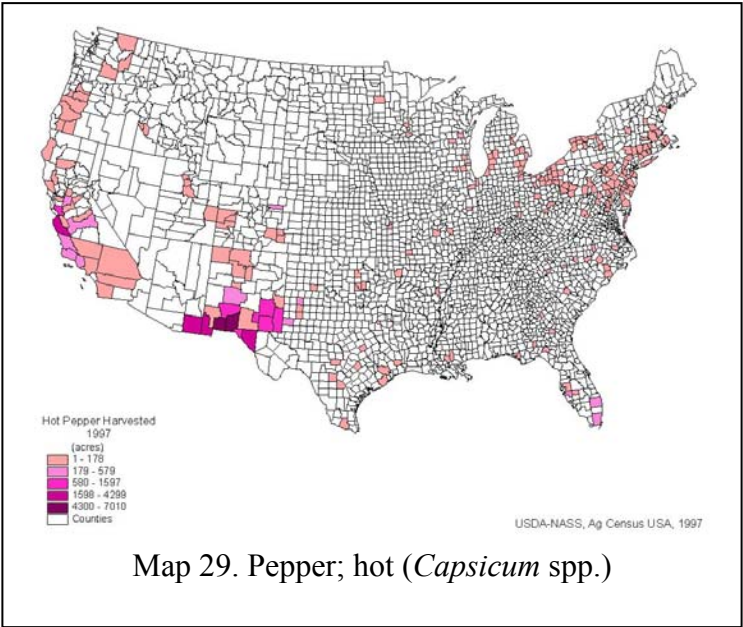 Hot Pepper Harvested
1997
(acres)
1 - 178
179 - 579
580 - 1597
1598 - 4299
4300 - 7010
Counties
USDA-NASS, Ag Census USA, 1997
Map 29. Pepper; hot (Capsicum spp.)